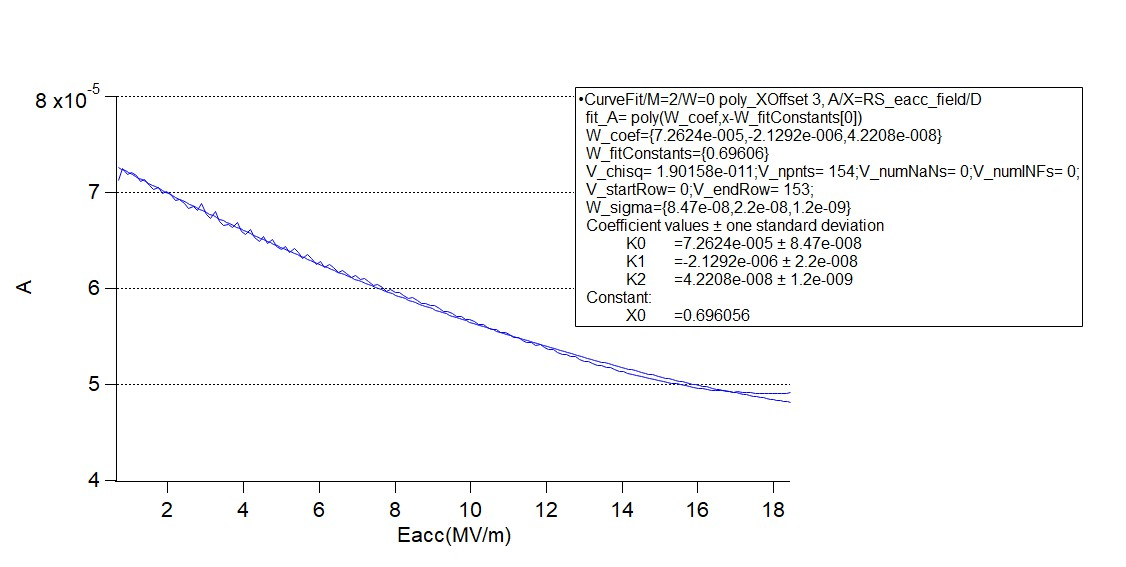 8 x10-5
7
6
5
4
A
2 4 6 8 10 12 14 16 18
Eacc(MV/m)
•CurveFit/M=2/W=0 poly_XOffset 3, A/X=RS_eacc_field/D
fit_A= poly(W_coef,x-W_fitConstants[0])
W_coef={7.2624e-005,-2.1292e-006,4.2208e-008}
W_fitConstants={0.69606}
V_chisq= 1.90158e-011;V_npnts= 154;V_numNaNs= 0;V_numINFs= 0;
V_startRow= 0;V_endRow= 153;
W_sigma={8.47e-08,2.2e-08,1.2e-09}
Coefficient values ± one standard deviation
K0 =7.2624e-005 ± 8.47e-008
K1 =-2.1292e-006 ± 2.2e-008
K2 =4.2208e-008 ± 1.2e-009
Constant:
X0 =0.696056